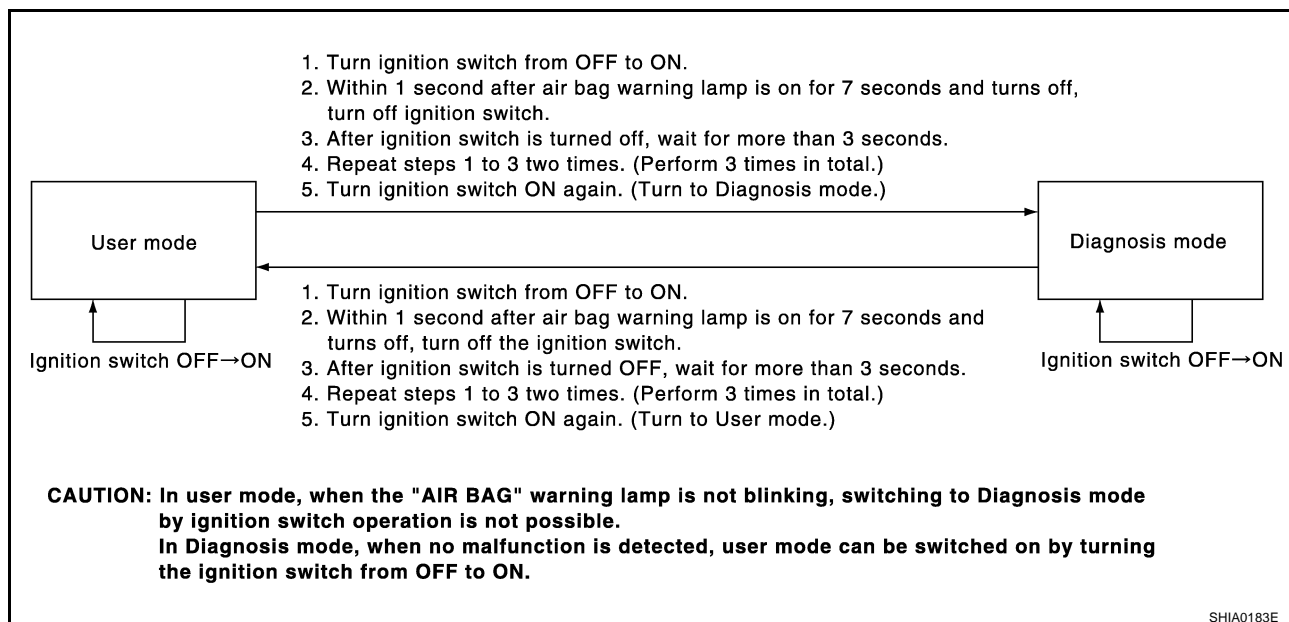 1. Turn ignition switch from OFF to ON.
2. Within 1 second after air bag warning lamp is on for 7 seconds and turns off,
turn off ignition switch.
3. After ignition switch is turned off, wait for more than 3 seconds.
4. Repeat steps 1 to 3 two times. (Perform 3 times in total.)
5. Turn ignition switch ON again. (Turn to Diagnosis mode.)
User mode
Diagnosis mode
1. Turn ignition switch from OFF to ON.
2. Within 1 second after air bag warning lamp is on for 7 seconds and
turns off, turn off the ignition switch.
3. After ignition switch is turned OFF, wait for more than 3 seconds.
4. Repeat steps 1 to 3 two times. (Perform 3 times in total.)
5. Turn ignition switch ON again. (Turn to User mode.)
Ignition switch OFF→ON
Ignition switch OFF→ON
CAUTION: In user mode, when the "AIR BAG" warning lamp is not blinking, switching to Diagnosis mode
by ignition switch operation is not possible.
In Diagnosis mode, when no malfunction is detected, user mode can be switched on by turning
the ignition switch from OFF to ON.
SHIA0183E